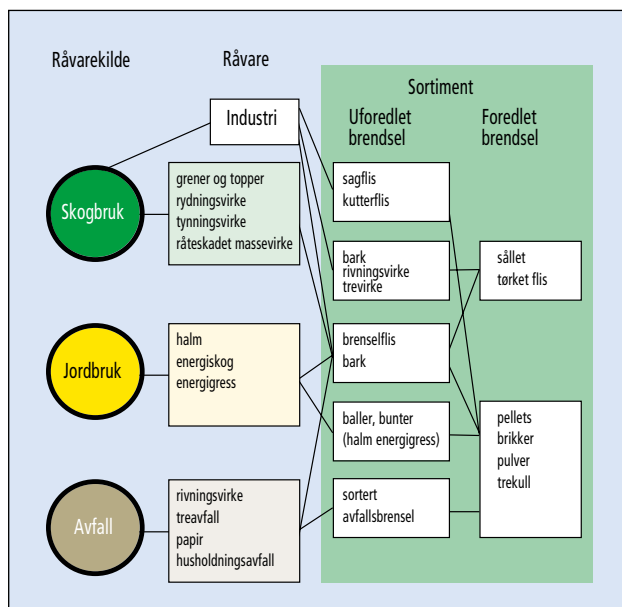 Råvarekilde
Råvare
Sortiment
Uforedlet
brendsel
Foredlet
brendsel
Industri
Skogbruk
grener og topper
rydningsvirke
tynningsvirke
råteskadet massevirke
sagflis
kutterflis
bark
rivningsvirke
trevirke
sållet
tørket flis
Jordbruk
halm
energiskog
energigress
brenselflis
bark
baller, bunter
(halm energigress)
pellets
brikker
pulver
trekull
Avfall
rivningsvirke
treavfall
papir
husholdningsavfall
sortert
avfallsbrensel